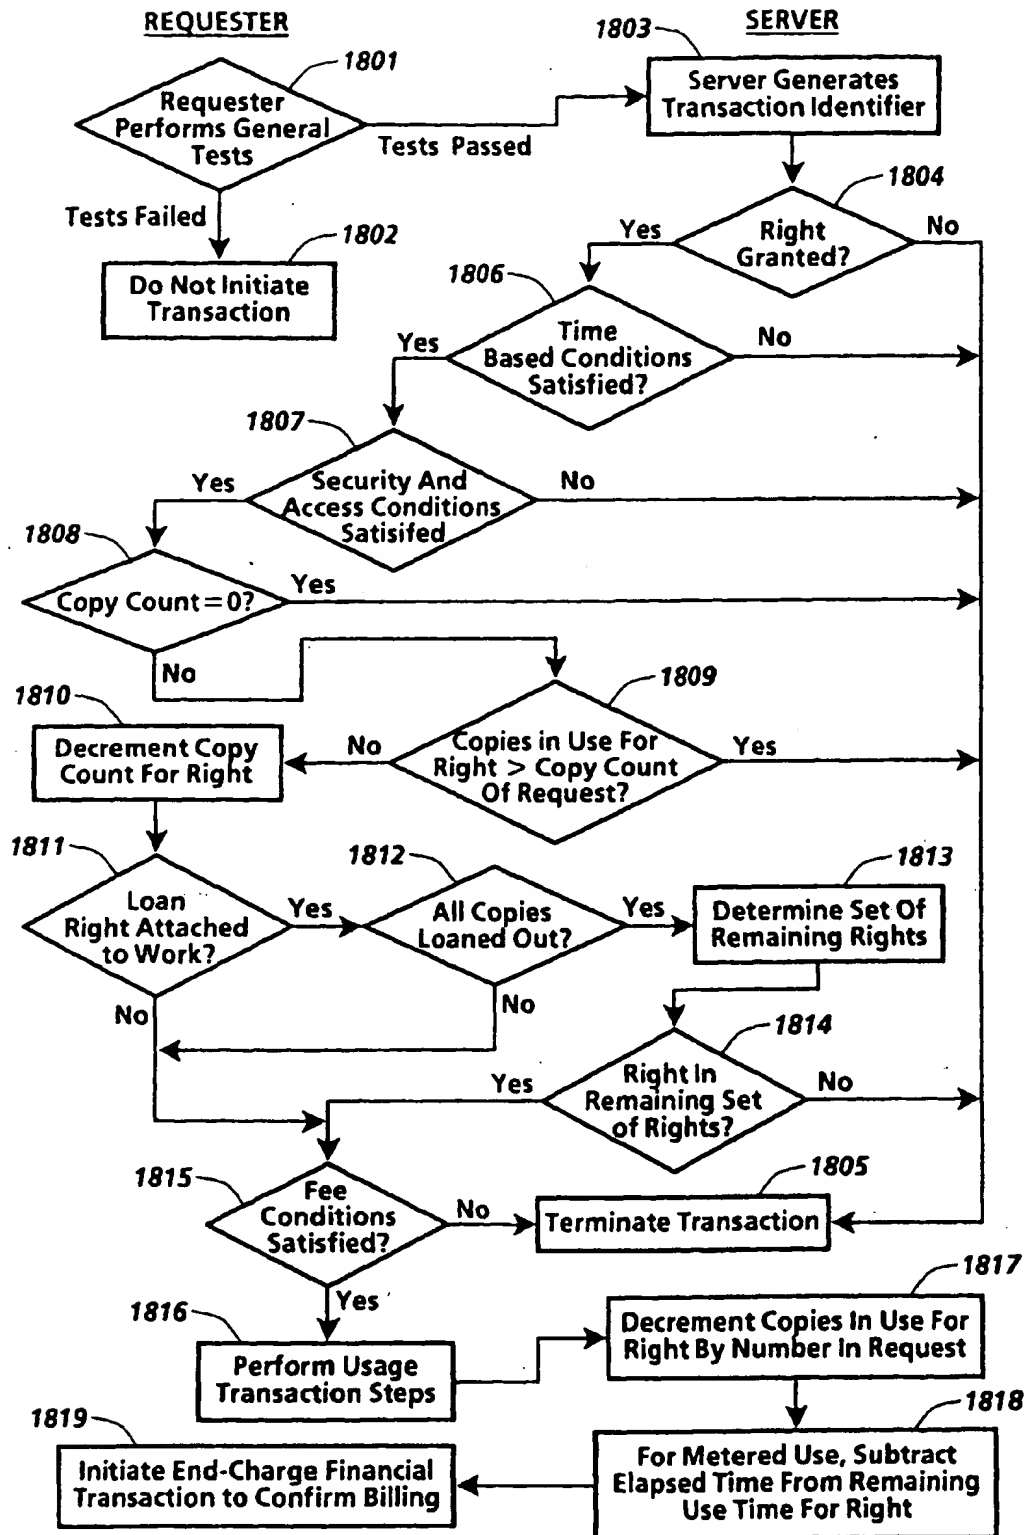 REQUESTER
SERVER
1801
1803
Requester
Performs General
Tests
Tests Passed
Server Generates
Transaction Identifier
Tests Failed
1802
Do Not Initiate
Transaction
1804
Yes
Right
Granted?
No
1806
Yes
Time
Based Conditions
Satisfied?
No
1807
Yes
Security And
Access Conditions
Satisifed
No
1808
Copy Count=0?
Yes
No
1809
1810
Decrement Copy
Count For Right
No
Copies in Use For
Right > Copy Count
Of Request?
Yes
1811
Loan
Right Attached
to Work?
Yes
1812
All Copies
Loaned Out?
Yes
1813
Determine Set Of
Remaining Rights
No
No
1814
Yes
Right In
Remaining Set
of Rights?
No
1815
Fee
Conditions
Satisfied?
No
1805
Terminate Transaction
Yes
1816
Perform Usage
Transaction Steps
1817
Decrement Copies In Use For
Right By Number In Request
1818
For Metered Use, Subtract
Elapsed Time From Remaining
Use Time For Right
1819
Initiate End-Charge Financial
Transaction to Confirm Billing